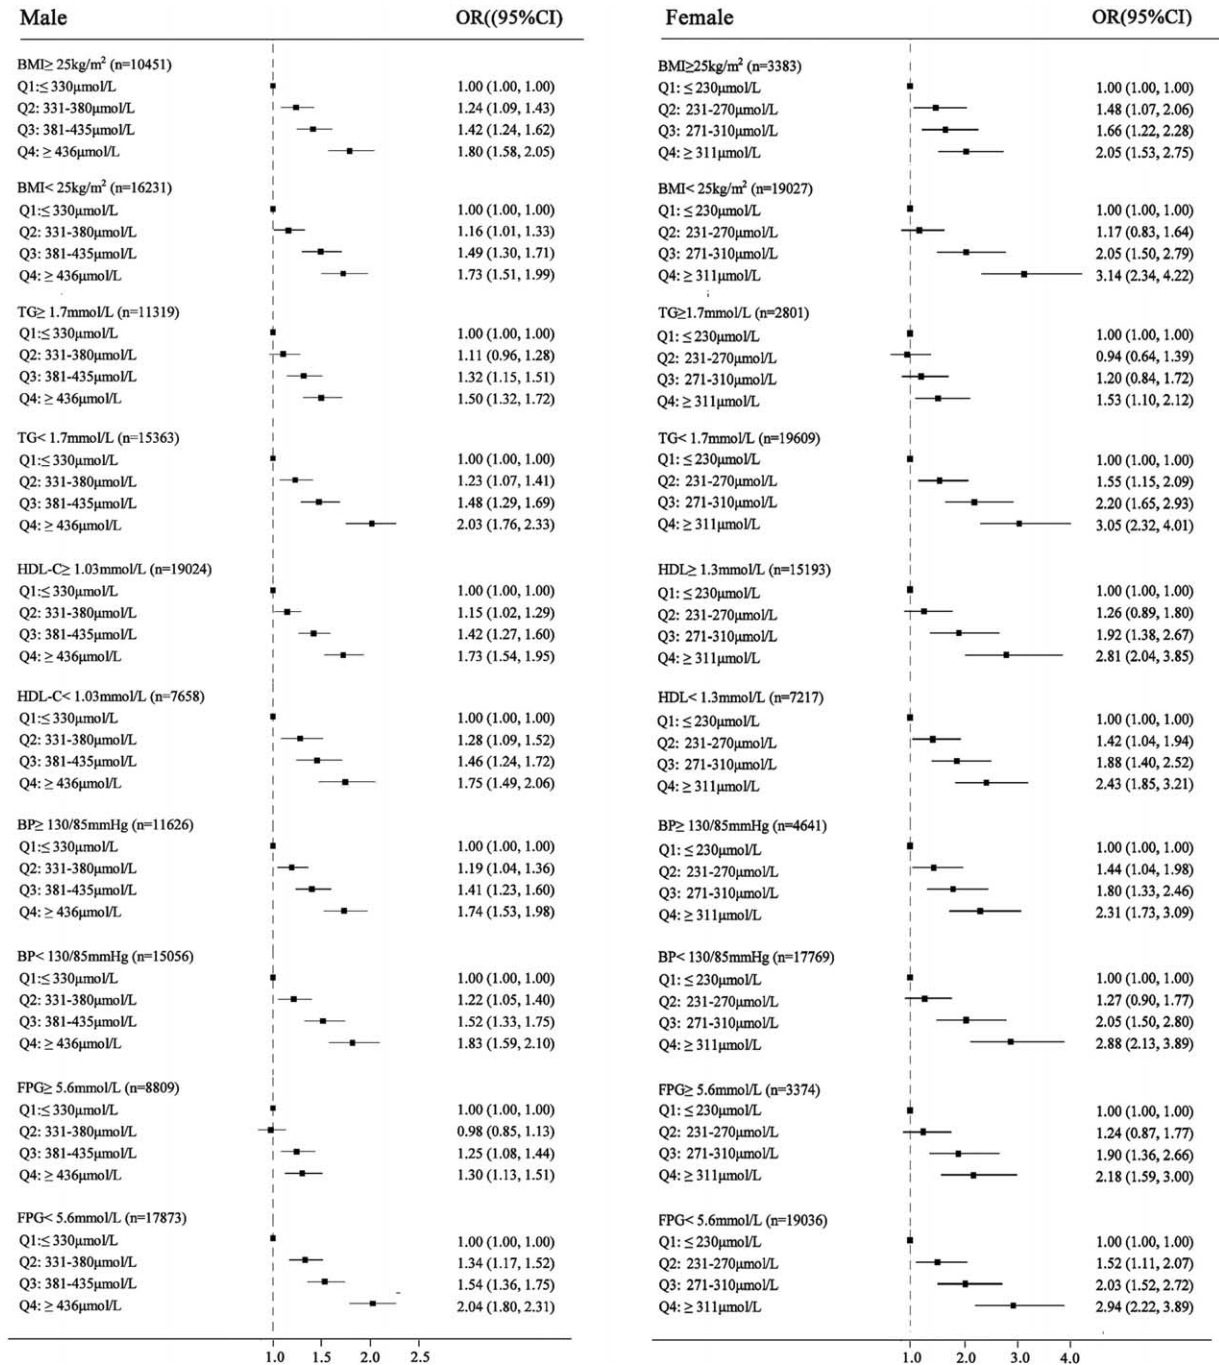 Male OR((95%CI)
BMI≥ 25kg/m² (n=10451)
Q1:≤ 330μmol/L 1.00 (1.00, 1.00)
Q2: 331-380μmol/L 1.24 (1.09, 1.43)
Q3: 381-435μmol/L 1.42 (1.24, 1.62)
Q4: ≥ 436μmol/L 1.80 (1.58, 2.05)
BMI< 25kg/m² (n=16231)
Q1:≤ 330μmol/L 1.00 (1.00, 1.00)
Q2: 331-380μmol/L 1.16 (1.01, 1.33)
Q3: 381-435μmol/L 1.49 (1.30, 1.71)
Q4: ≥ 436μmol/L 1.73 (1.51, 1.99)
TG≥ 1.7mmol/L (n=11319)
Q1:≤ 330μmol/L 1.00 (1.00, 1.00)
Q2: 331-380μmol/L 1.11 (0.96, 1.28)
Q3: 381-435μmol/L 1.32 (1.15, 1.51)
Q4: ≥ 436μmol/L 1.50 (1.32, 1.72)
TG< 1.7mmol/L (n=15363)
Q1:≤ 330μmol/L 1.00 (1.00, 1.00)
Q2: 331-380μmol/L 1.23 (1.07, 1.41)
Q3: 381-435μmol/L 1.48 (1.29, 1.69)
Q4: ≥ 436μmol/L 2.03 (1.76, 2.33)
HDL-C≥ 1.03mmol/L (n=19024)
Q1:≤ 330μmol/L 1.00 (1.00, 1.00)
Q2: 331-380μmol/L 1.15 (1.02, 1.29)
Q3: 381-435μmol/L 1.42 (1.27, 1.60)
Q4: ≥ 436μmol/L 1.73 (1.54, 1.95)
HDL-C< 1.03mmol/L (n=7658)
Q1:≤ 330μmol/L 1.00 (1.00, 1.00)
Q2: 331-380μmol/L 1.28 (1.09, 1.52)
Q3: 381-435μmol/L 1.46 (1.24, 1.72)
Q4: ≥ 436μmol/L 1.75 (1.49, 2.06)
BP≥ 130/85mmHg (n=11626)
Q1:≤ 330μmol/L 1.00 (1.00, 1.00)
Q2: 331-380μmol/L 1.19 (1.04, 1.36)
Q3: 381-435μmol/L 1.41 (1.23, 1.60)
Q4: ≥ 436μmol/L 1.74 (1.53, 1.98)
BP< 130/85mmHg (n=15056)
Q1:≤ 330μmol/L 1.00 (1.00, 1.00)
Q2: 331-380μmol/L 1.22 (1.05, 1.40)
Q3: 381-435μmol/L 1.52 (1.33, 1.75)
Q4: ≥ 436μmol/L 1.83 (1.59, 2.10)
FPG≥ 5.6mmol/L (n=8809)
Q1:≤ 330μmol/L 1.00 (1.00, 1.00)
Q2: 331-380μmol/L 0.98 (0.85, 1.13)
Q3: 381-435μmol/L 1.25 (1.08, 1.44)
Q4: ≥ 436μmol/L 1.30 (1.13, 1.51)
FPG< 5.6mmol/L (n=17873)
Q1:≤ 330μmol/L 1.00 (1.00, 1.00)
Q2: 331-380μmol/L 1.34 (1.17, 1.52)
Q3: 381-435μmol/L 1.54 (1.36, 1.75)
Q4: ≥ 436μmol/L 2.04 (1.80, 2.31)
1.0 1.5 2.0 2.5
Female OR(95%CI)
BMI≥25kg/m² (n=3383)
Q1: ≤ 230μmol/L 1.00 (1.00, 1.00)
Q2: 231-270μmol/L 1.48 (1.07, 2.06)
Q3: 271-310μmol/L 1.66 (1.22, 2.28)
Q4: ≥ 311μmol/L 2.05 (1.53, 2.75)
BMI< 25kg/m² (n=19027)
Q1: ≤ 230μmol/L 1.00 (1.00, 1.00)
Q2: 231-270μmol/L 1.17 (0.83, 1.64)
Q3: 271-310μmol/L 2.05 (1.50, 2.79)
Q4: ≥ 311μmol/L 3.14 (2.34, 4.22)
TG≥1.7mmol/L (n=2801)
Q1: ≤ 230μmol/L 1.00 (1.00, 1.00)
Q2: 231-270μmol/L 0.94 (0.64, 1.39)
Q3: 271-310μmol/L 1.20 (0.84, 1.72)
Q4: ≥ 311μmol/L 1.53 (1.10, 2.12)
TG< 1.7mmol/L (n=19609)
Q1: ≤ 230μmol/L 1.00 (1.00, 1.00)
Q2: 231-270μmol/L 1.55 (1.15, 2.09)
Q3: 271-310μmol/L 2.20 (1.65, 2.93)
Q4: ≥ 311μmol/L 3.05 (2.32, 4.01)
HDL≥ 1.3mmol/L (n=15193)
Q1: ≤ 230μmol/L 1.00 (1.00, 1.00)
Q2: 231-270μmol/L 1.26 (0.89, 1.80)
Q3: 271-310μmol/L 1.92 (1.38, 2.67)
Q4: ≥ 311μmol/L 2.81 (2.04, 3.85)
HDL< 1.3mmol/L (n=7217)
Q1: ≤ 230μmol/L 1.00 (1.00, 1.00)
Q2: 231-270μmol/L 1.42 (1.04, 1.94)
Q3: 271-310μmol/L 1.88 (1.40, 2.52)
Q4: ≥ 311μmol/L 2.43 (1.85, 3.21)
BP≥ 130/85mmHg (n=4641)
Q1: ≤ 230μmol/L 1.00 (1.00, 1.00)
Q2: 231-270μmol/L 1.44 (1.04, 1.98)
Q3: 271-310μmol/L 1.80 (1.33, 2.46)
Q4: ≥ 311μmol/L 2.31 (1.73, 3.09)
BP< 130/85mmHg (n=17769)
Q1: ≤ 230μmol/L 1.00 (1.00, 1.00)
Q2: 231-270μmol/L 1.27 (0.90, 1.77)
Q3: 271-310μmol/L 2.05 (1.50, 2.80)
Q4: ≥ 311μmol/L 2.88 (2.13, 3.89)
FPG≥ 5.6mmol/L (n=3374)
Q1: ≤ 230μmol/L 1.00 (1.00, 1.00)
Q2: 231-270μmol/L 1.24 (0.87, 1.77)
Q3: 271-310μmol/L 1.90 (1.36, 2.66)
Q4: ≥ 311μmol/L 2.18 (1.59, 3.00)
FPG< 5.6mmol/L (n=19036)
Q1: ≤ 230μmol/L 1.00 (1.00, 1.00)
Q2: 231-270μmol/L 1.52 (1.11, 2.07)
Q3: 271-310μmol/L 2.03 (1.52, 2.72)
Q4: ≥ 311μmol/L 2.94 (2.22, 3.89)
1.0 2.0 3.0 4.0